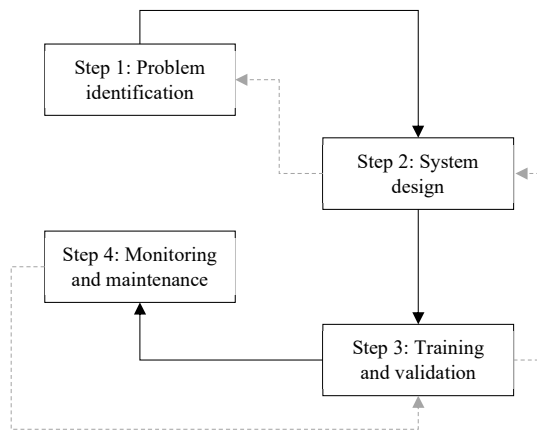 Step 1: Problem
identification
Step 2: System
design
Step 4: Monitoring
and maintenance
Step 3: Training
and validation